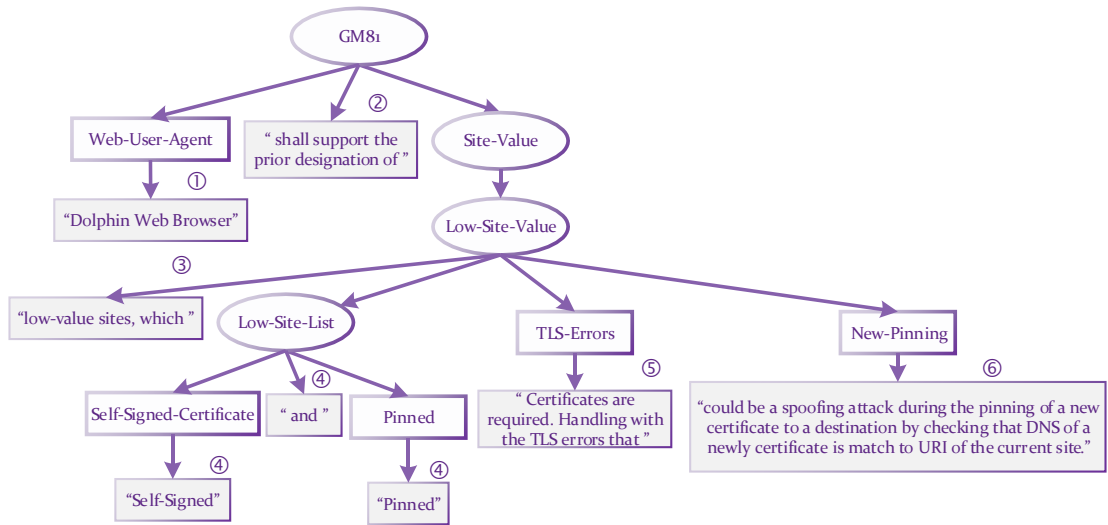 GM81
Web-User-Agent
②
“ shall support the
prior designation of ”
Site-Value
①
“Dolphin Web Browser”
Low-Site-Value
③
“low-value sites, which ”
Low-Site-List
TLS-Errors
New-Pinning
Self-Signed-Certificate
④
“ and ”
Pinned
⑤
“ Certificates are
required. Handling with
the TLS errors that ”
⑥
“could be a spoofing attack during the pinning of a new
certificate to a destination by checking that DNS of a
newly certificate is match to URI of the current site.”
④
“Self-Signed”
④
“Pinned”